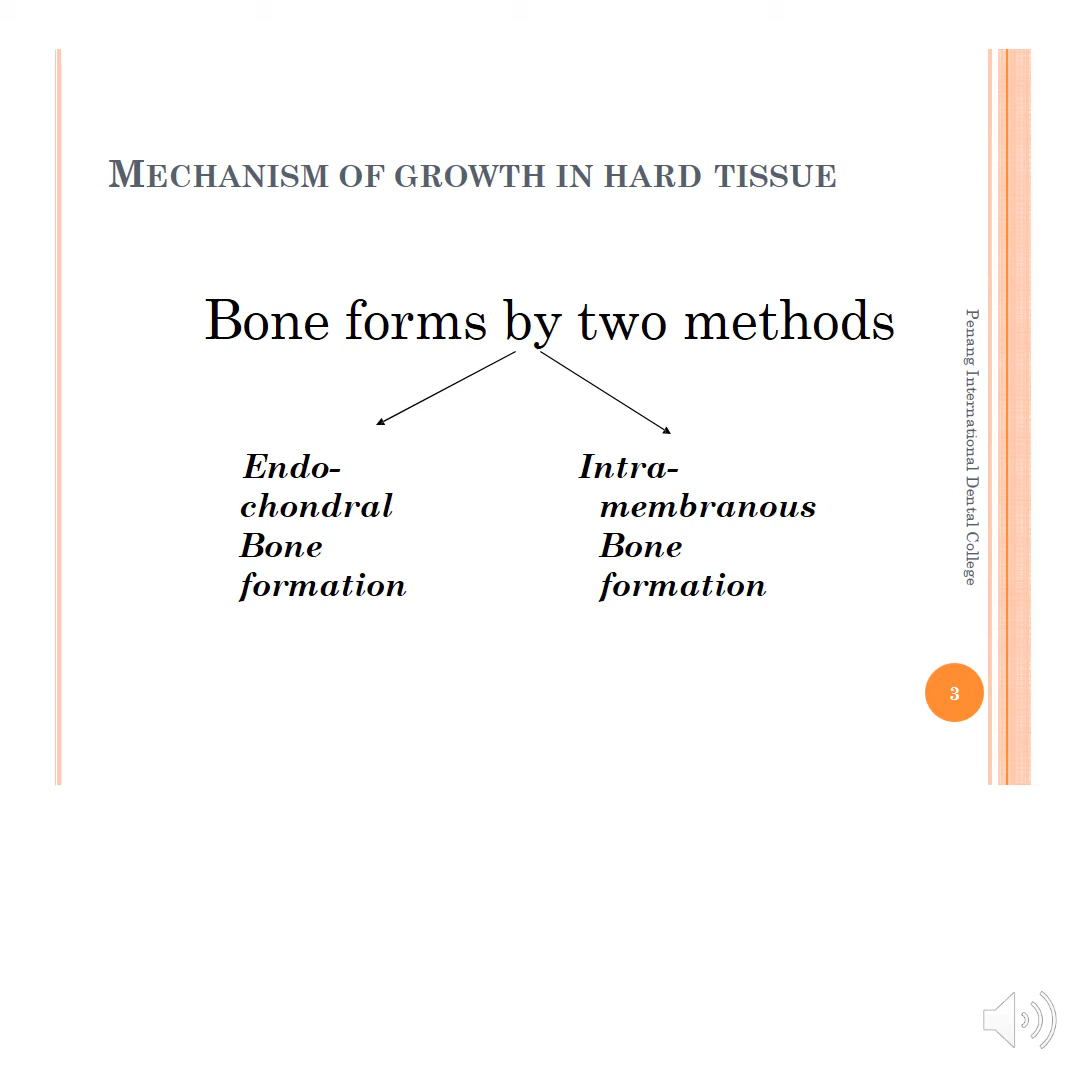 MECHANISM OF GROWTH IN HARD TISSUE
Bone forms by two methods
Endo-
chondral
Bone
formation
Intra-
membranous
Bone
formation
Penang International Dental College
3